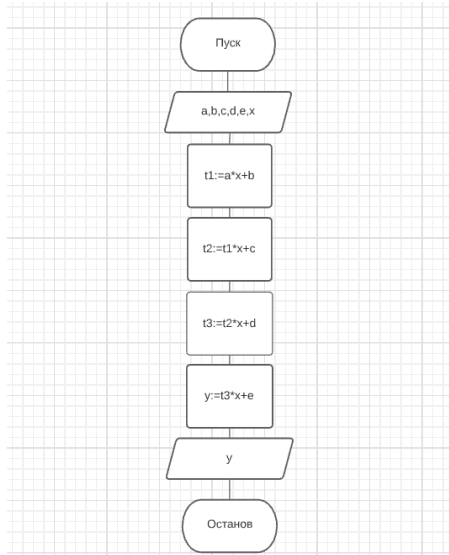 Пуск
a,b,c,d,e,x
t1:=a*x+b
t2:=t1*x+c
t3:=t2*x+d
y:=t3*x+e
y
Останов